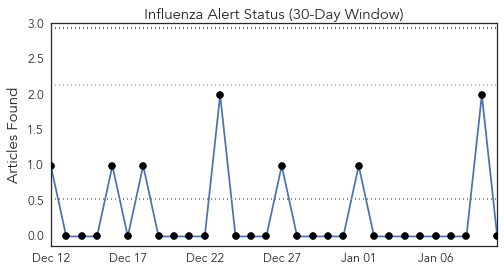 Influenza Alert Status (30-Day Window)
Articles Found
3.0
2.5
2.0
1.5
1.0
0.5
0.0
Dec 12 Dec 17 Dec 22 Dec 27 Jan 01 Jan 06